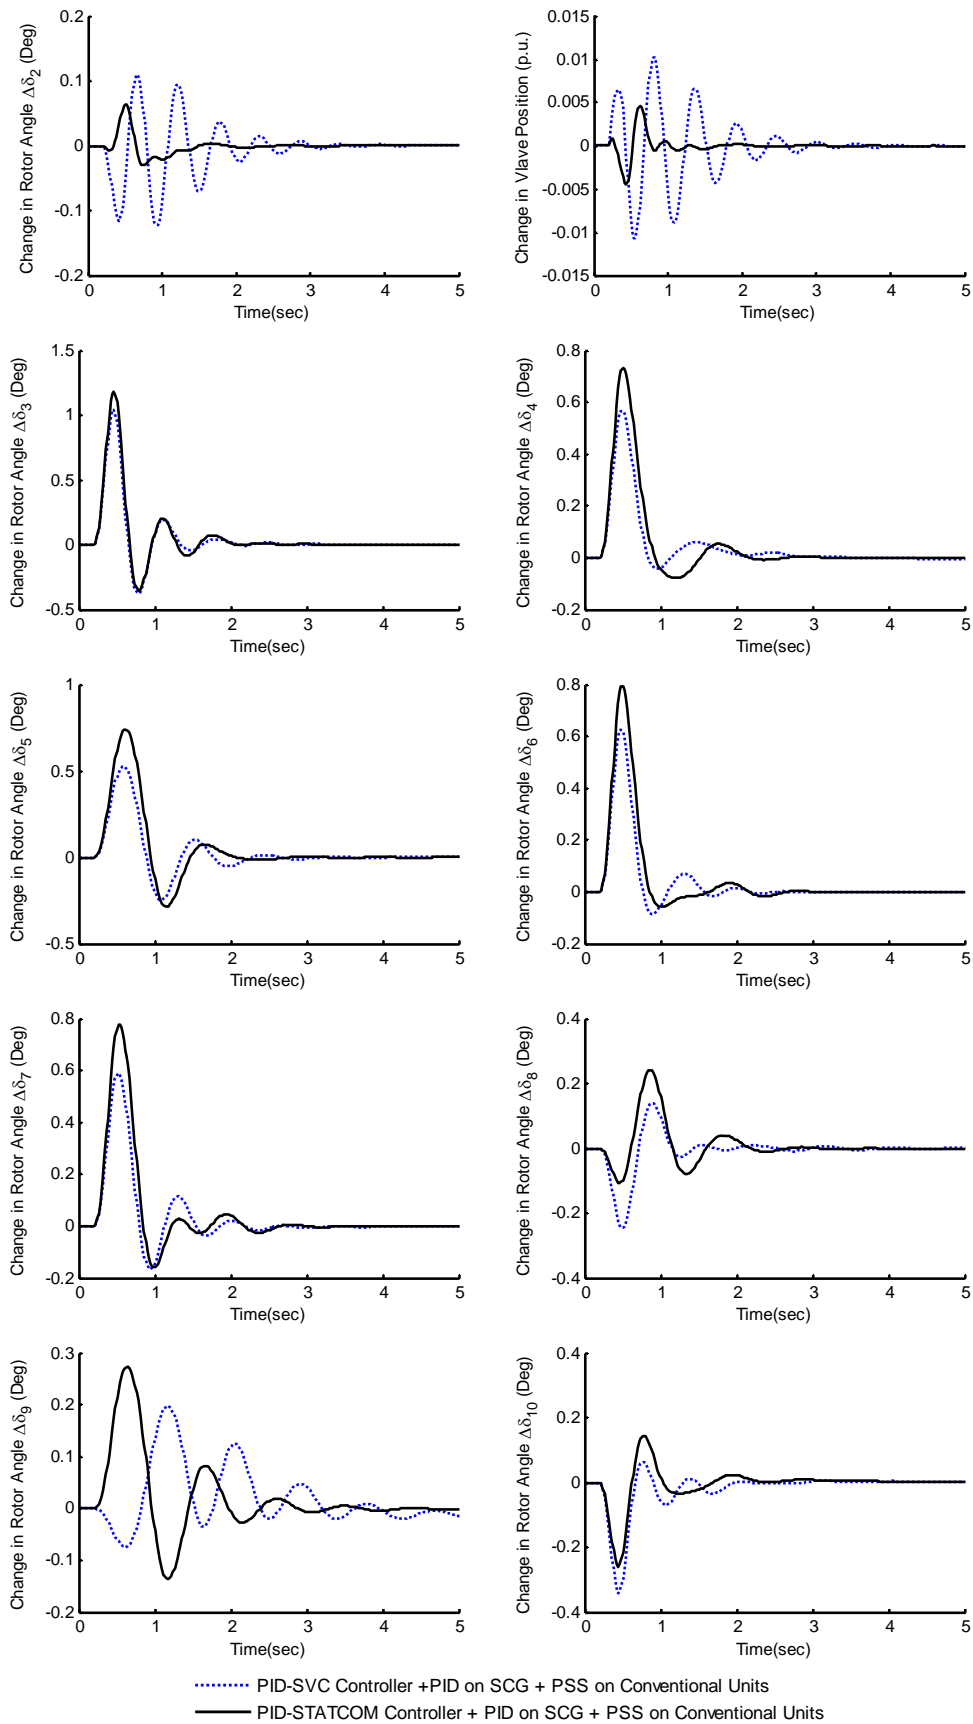 Change in Rotor Angle Δδ2 (Deg)
0.2
0.1
0
-0.1
-0.2
0 1 2 3 4 5
Time(sec)
Change in Vlave Position (p.u.)
0.015
0.01
0.005
0
-0.005
-0.01
-0.015
0 1 2 3 4 5
Time(sec)
Change in Rotor Angle Δδ3 (Deg)
1.5
1
0.5
0
-0.5
0 1 2 3 4 5
Time(sec)
Change in Rotor Angle Δδ4 (Deg)
0.8
0.6
0.4
0.2
0
-0.2
0 1 2 3 4 5
Time(sec)
Change in Rotor Angle Δδ5 (Deg)
1
0.5
0
-0.5
0 1 2 3 4 5
Time(sec)
Change in Rotor Angle Δδ6 (Deg)
0.8
0.6
0.4
0.2
0
-0.2
0 1 2 3 4 5
Time(sec)
Change in Rotor Angle Δδ7 (Deg)
0.8
0.6
0.4
0.2
0
-0.2
0 1 2 3 4 5
Time(sec)
Change in Rotor Angle Δδ8 (Deg)
0.4
0.2
0
-0.2
-0.4
0 1 2 3 4 5
Time(sec)
Change in Rotor Angle Δδ9 (Deg)
0.3
0.2
0.1
0
-0.1
-0.2
0 1 2 3 4 5
Time(sec)
Change in Rotor Angle Δδ10 (Deg)
0.4
0.2
0
-0.2
-0.4
0 1 2 3 4 5
Time(sec)
PID-SVC Controller +PID on SCG + PSS on Conventional Units
PID-STATCOM Controller + PID on SCG + PSS on Conventional Units